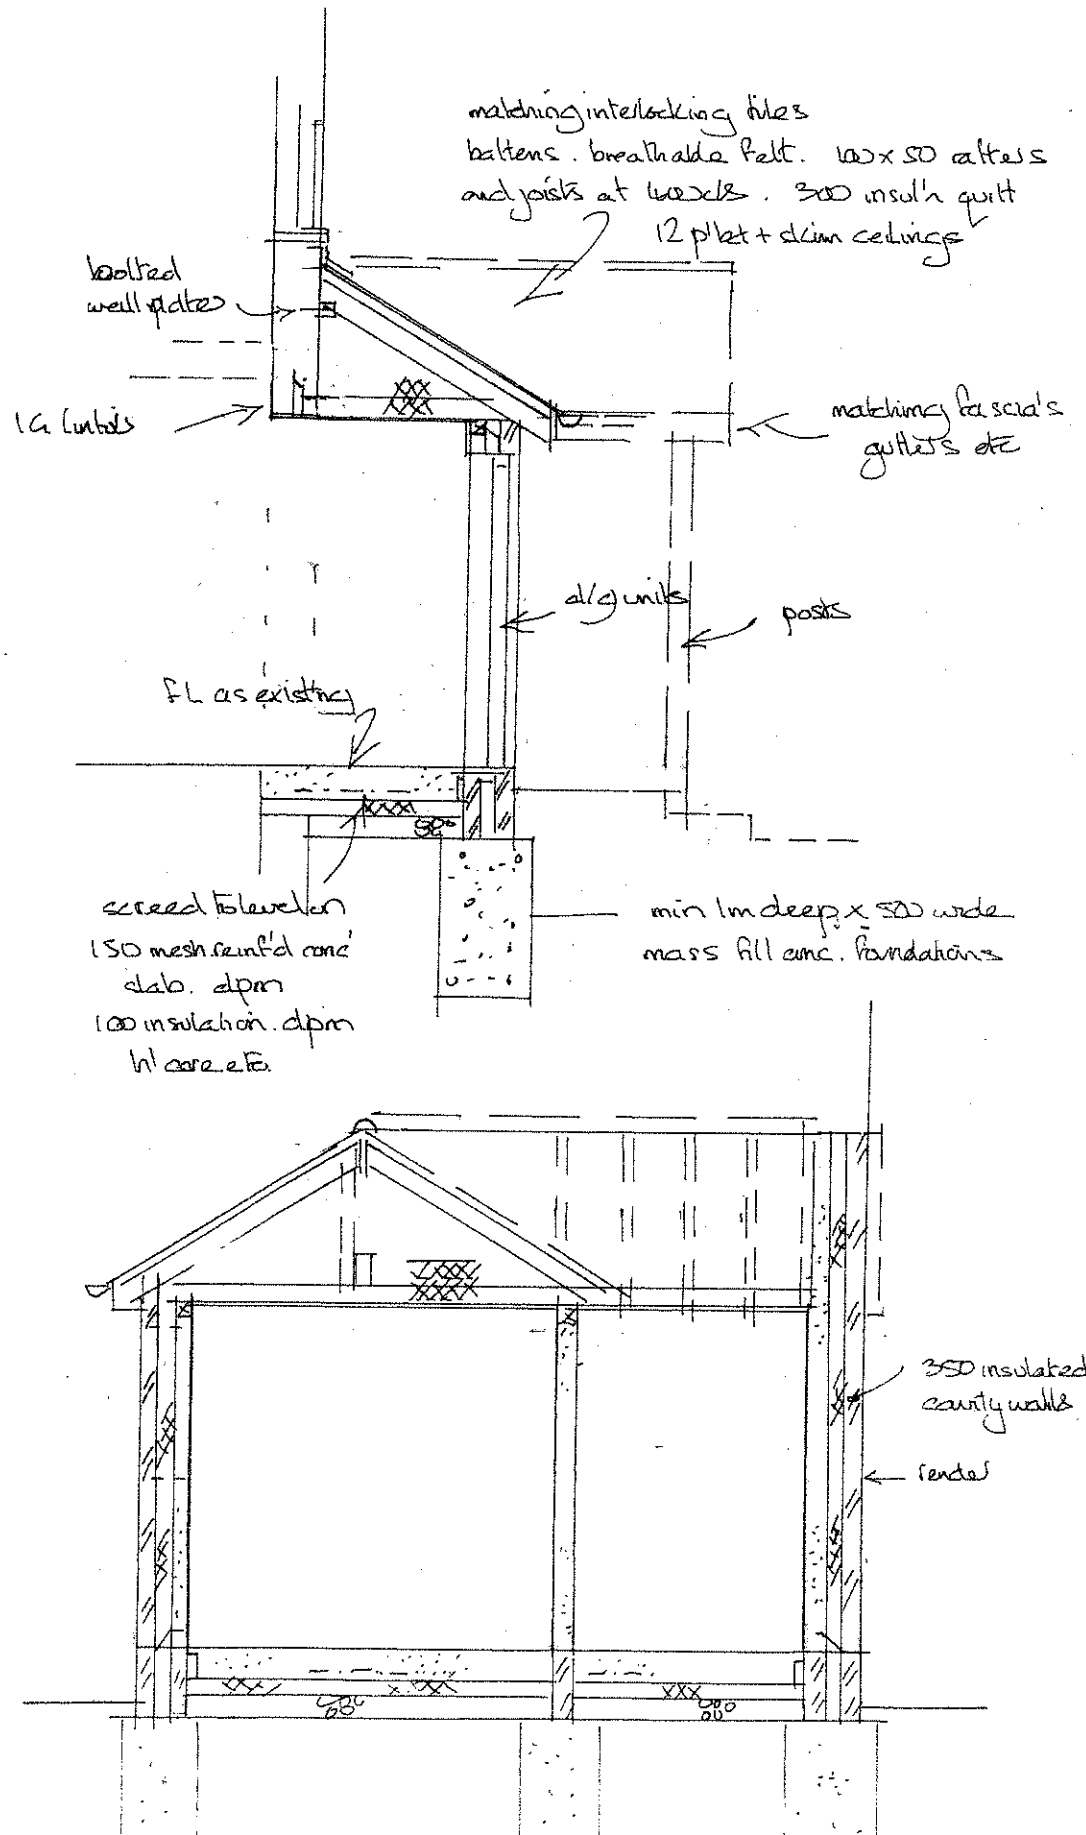 matching interlocking tiles
battens. breathable felt. 100 x 50 rafters
and joists at 400c/s. 300 insul'n quilt
12 p'bd + skim ceilings
bolted
wall plates
IG lintols
matching fascia's
gutters etc
d/g units
posts
FL as existing
screed to level on
150 mesh reinf'd conc'
slab. dpm
100 insulation. dpm
h'core etc.
min 1m deep x 500 wide
mass fill conc. foundations
350 insulated
cavity walls
render